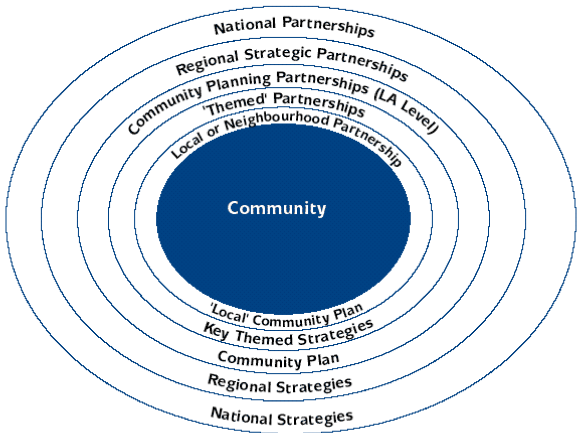 National Partnerships
Regional Strategic Partnerships
Community Planning Partnerships (LA Level)
'Themed' Partnerships
Local or Neighbourhood Partnership
Community
'Local' Community Plan
Key Themed Strategies
Community Plan
Regional Strategies
National Strategies